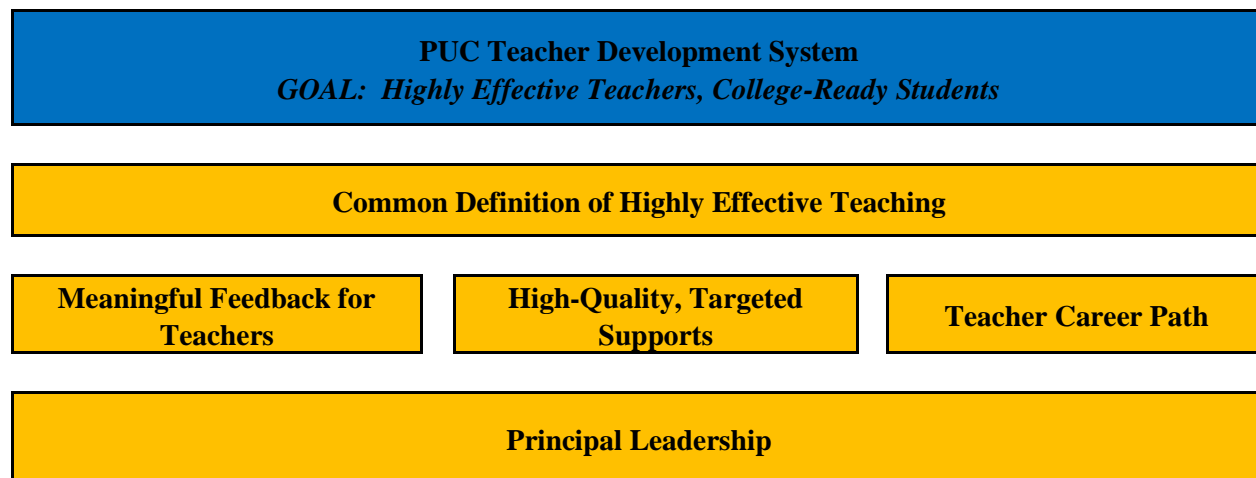 PUC Teacher Development System
GOAL: Highly Effective Teachers, College-Ready Students
Common Definition of Highly Effective Teaching
Meaningful Feedback for
Teachers
High-Quality, Targeted
Supports
Teacher Career Path
Principal Leadership